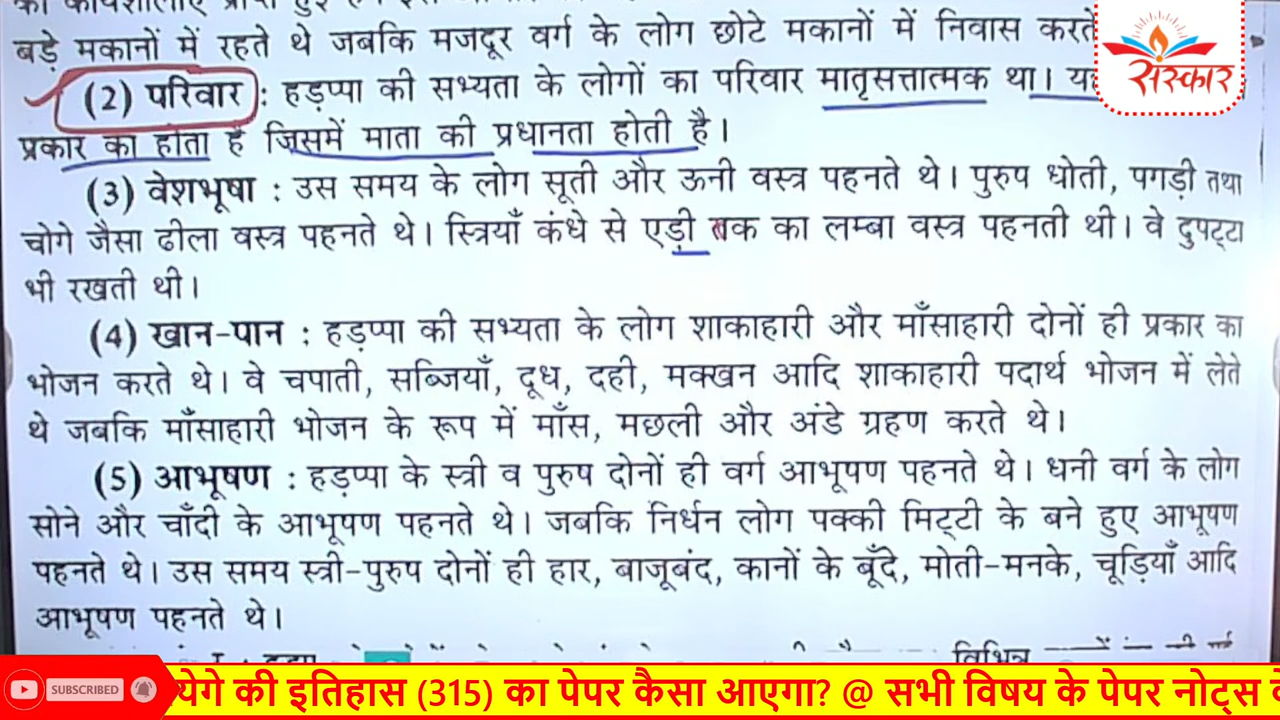 बड़े मकानों में रहते थे जबकि मजदूर वर्ग के लोग छोटे मकानों में निवास करते
संस्कार
(2) परिवार : हड़प्पा की सभ्यता के लोगों का परिवार मातृसत्तात्मक था।
प्रकार का होता है जिसमें माता की प्रधानता होती है।
(3) वेशभूषा : उस समय के लोग सूती और ऊनी वस्त्र पहनते थे। पुरुष धोती, पगड़ी तथा
चोगे जैसा ढीला वस्त्र पहनते थे। स्त्रियाँ कंधे से एड़ी तक का लम्बा वस्त्र पहनती थी। वे दुपट्टा
भी रखती थी।
(4) खान-पान : हड़प्पा की सभ्यता के लोग शाकाहारी और माँसाहारी दोनों ही प्रकार का
भोजन करते थे। वे चपाती, सब्जियाँ, दूध, दही, मक्खन आदि शाकाहारी पदार्थ भोजन में लेते
थे जबकि माँसाहारी भोजन के रूप में माँस, मछली और अंडे ग्रहण करते थे।
(5) आभूषण : हड़प्पा के स्त्री व पुरुष दोनों ही वर्ग आभूषण पहनते थे। धनी वर्ग के लोग
सोने और चाँदी के आभूषण पहनते थे। जबकि निर्धन लोग पक्की मिट्टी के बने हुए आभूषण
पहनते थे। उस समय स्त्री-पुरुष दोनों ही हार, बाजूबंद, कानों के बूँदे, मोती-मनके, चूड़ियाँ आदि
आभूषण पहनते थे।
विभिन्न
SUBSCRIBED
येगे की इतिहास (315) का पेपर कैसा आएगा? @ सभी विषय के पेपर नोट्स